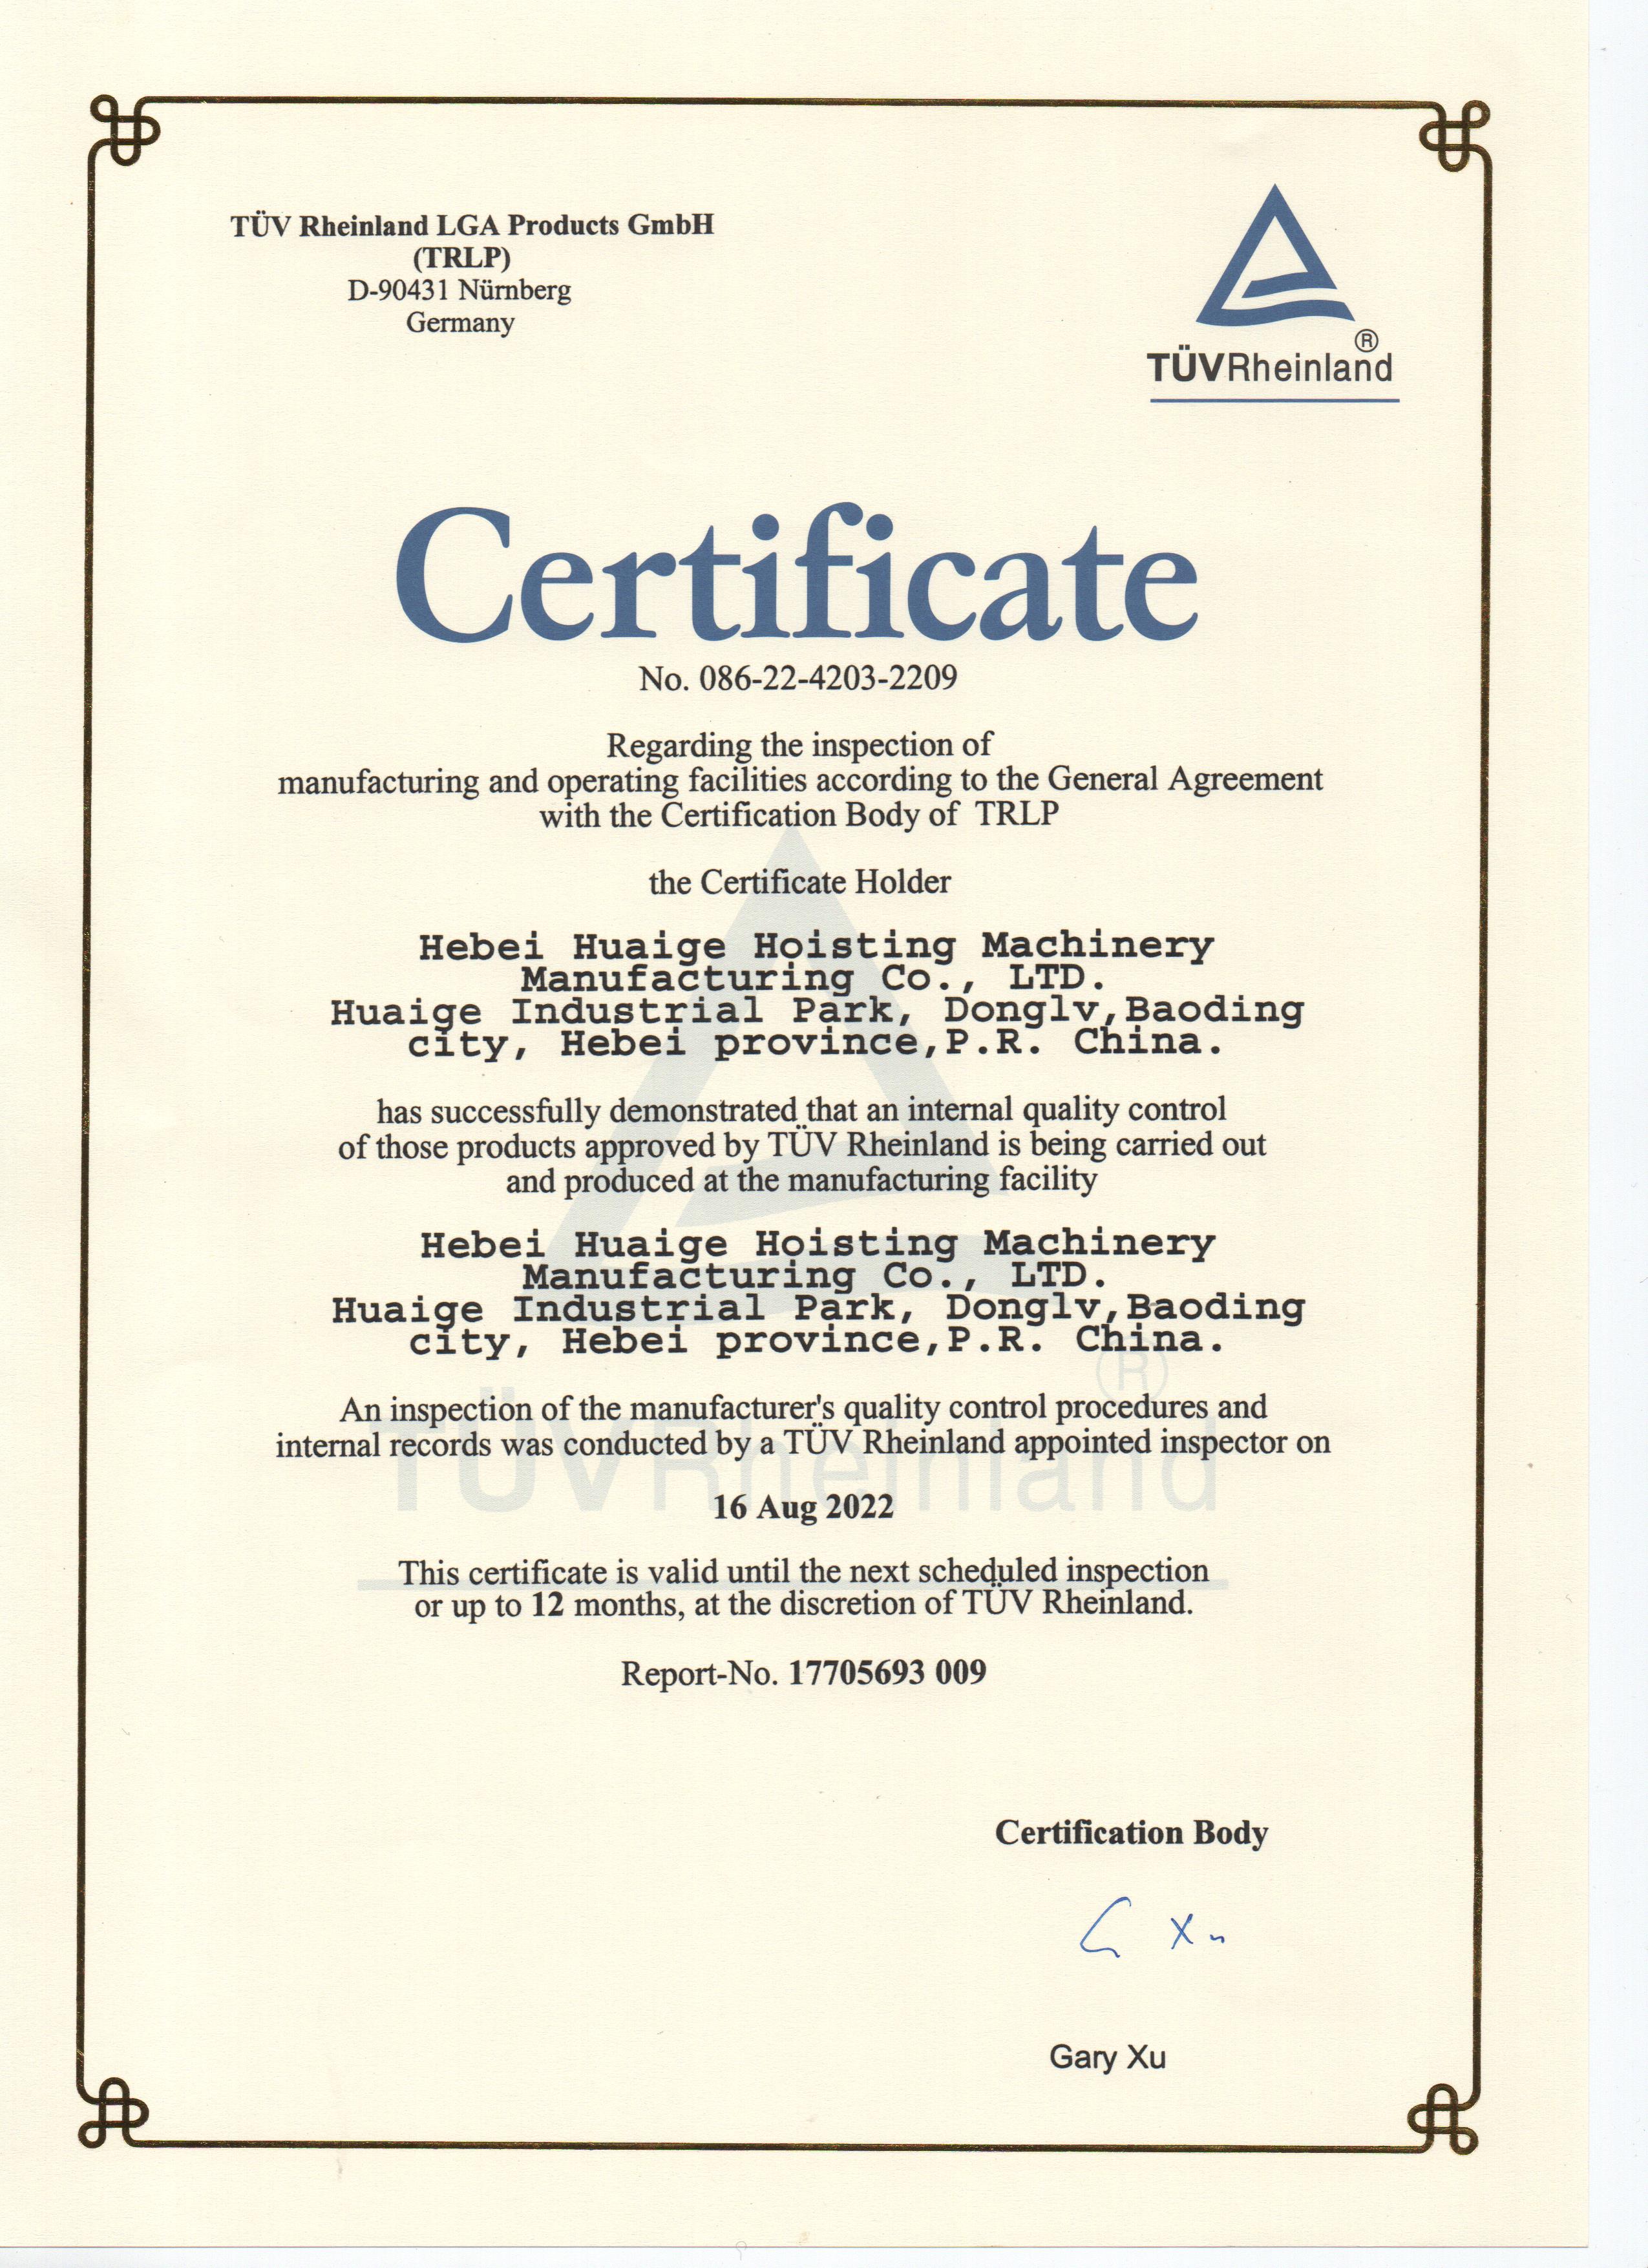 TÜV Rheinland LGA Products GmbH
(TRLP)
D-90431 Nürnberg
Germany
®
TÜVRheinland
Certificate
No. 086-22-4203-2209
Regarding the inspection of
manufacturing and operating facilities according to the General Agreement
with the Certification Body of TRLP
the Certificate Holder
Hebei Huaige Hoisting Machinery
Manufacturing Co., LTD.
Huaige Industrial Park, Donglv,Baoding
city, Hebei province,P.R. China.
has successfully demonstrated that an internal quality control
of those products approved by TÜV Rheinland is being carried out
and produced at the manufacturing facility
Hebei Huaige Hoisting Machinery
Manufacturing Co., LTD.
Huaige Industrial Park, Donglv,Baoding
city, Hebei province,P.R. China.
®
An inspection of the manufacturer's quality control procedures and
internal records was conducted by a TÜV Rheinland appointed inspector on
TÜVRheinland
16 Aug 2022
This certificate is valid until the next scheduled inspection
or up to 12 months, at the discretion of TÜV Rheinland.
Report-No. 17705693 009
Certification Body
G Xu
Gary Xu